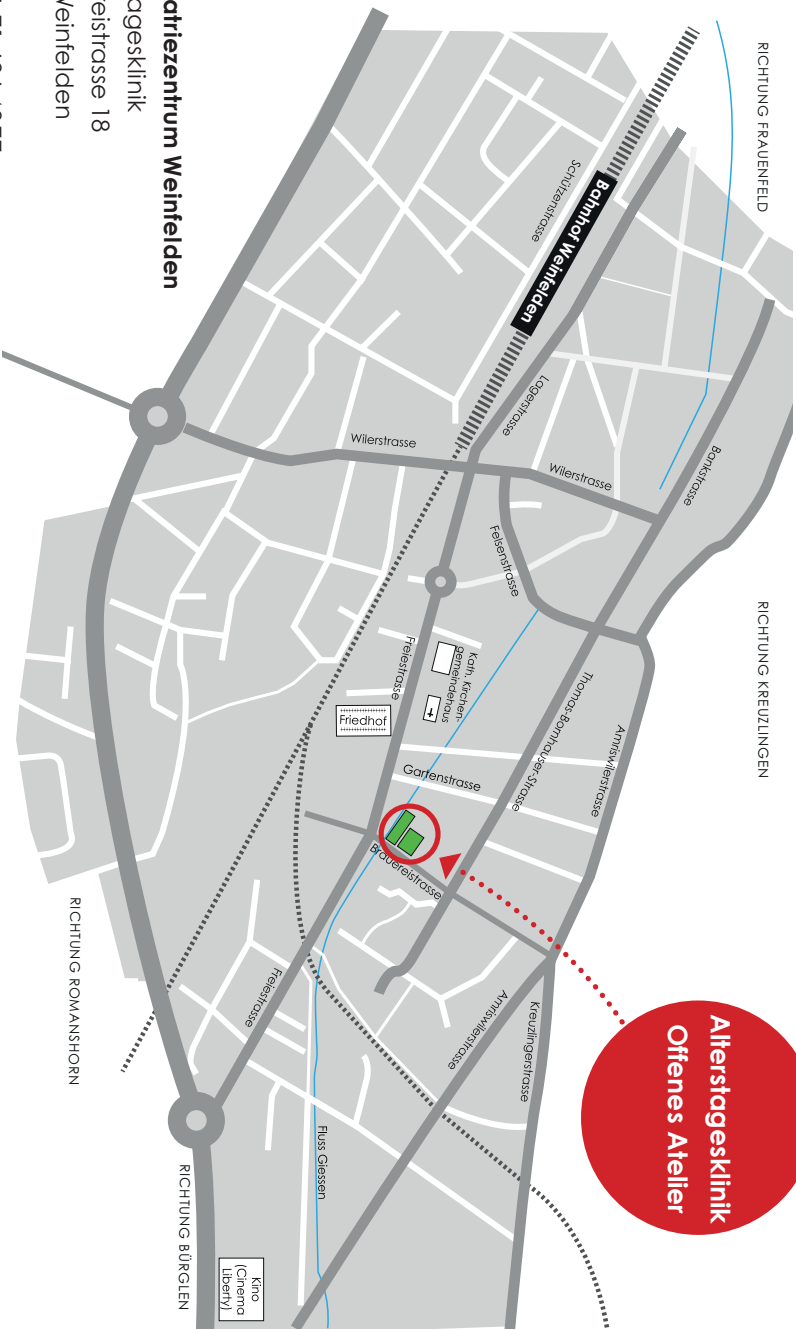 RICHTUNG FRAUENFELD
RICHTUNG KREUZLINGEN
Alterstagesklinik
Offenes Atelier
Bahnhof Weinfelden
Schützenstrasse
Lagerstrasse
Bankstrasse
Wilerstrasse
Wilerstrasse
Felsenstrasse
Kath. Kirchen-
gemeindehaus
Freiestrasse
Friedhof
Gartenstrasse
Thomas-Bornhauser-Strasse
Amriswilerstrasse
Brauereistrasse
Freiestrasse
Amriswilerstrasse
Kreuzlingerstrasse
Fluss Giessen
RICHTUNG ROMANSHORN
RICHTUNG BÜRGLEN
Kino
(Cinema
Liberty)
atriezentrum Weinfelden
agesklinik
eistrasse 18
Weinfelden